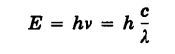 E = hν = h c/λ